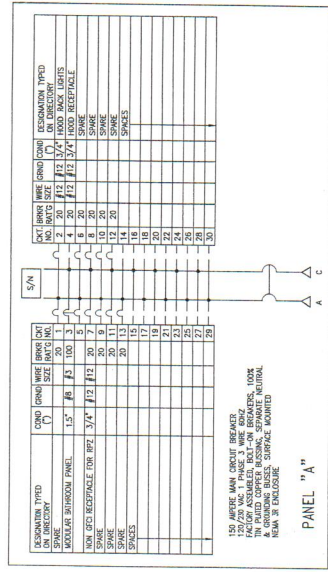 DESIGNATION TYPED ON DIRECTORY COND (") GRND WIRE SIZE BRKR RAT'G CKT NO. S/N CKT. NO. BRKR RAT'G WIRE SIZE GRND COND (") DESIGNATION TYPED ON DIRECTORY
SPARE 20 1 2 20 #12 #12 3/4" HOOD RACK LIGHTS
MODULAR BATHROOM PANEL 1.5" #8 #3 100 3 4 20 #12 #12 3/4" HOOD RECEPTACLE
5 6 20 SPARE
NON GFCI RECEPTACLE FOR RPZ 3/4" #12 #12 20 7 8 20 SPARE
SPARE 20 9 10 20 SPARE
SPARE 20 11 12 20 SPARE
SPARE 20 13 14 SPACES
SPACES 15 16
17 18
19 20
21 22
23 24
25 26
27 28
29 30
A C
150 AMPERE MAIN CIRCUIT BREAKER
120/230 VAC 1 PHASE 3 WIRE 60HZ
FACTORY ASSEMBLED, BOLT-ON BREAKERS, 100%
TIN PLATED COPPER BUSSING, SEPARATE NEUTRAL
& GROUNDING BUSES, SURFACE MOUNTED
NEMA 3R ENCLOSURE
PANEL "A"